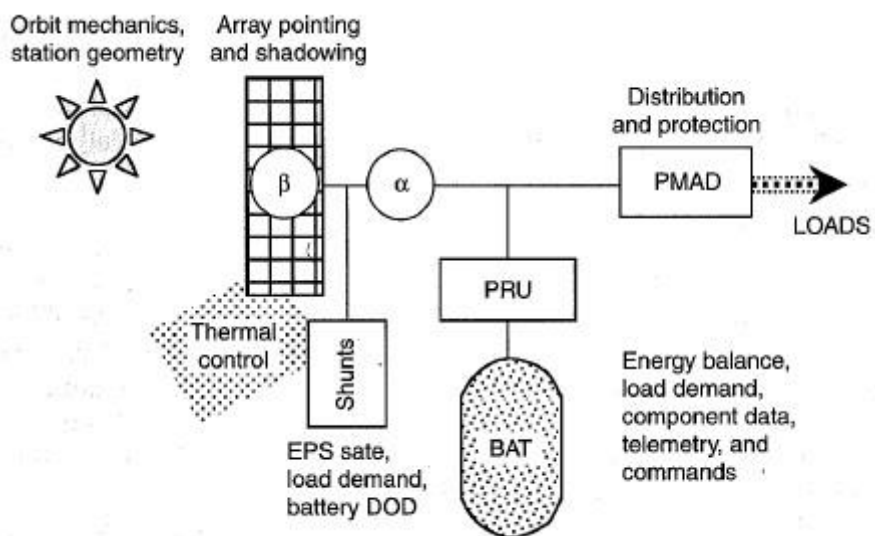 Orbit mechanics,
station geometry
Array pointing
and shadowing
Distribution
and protection
β
α
PMAD
LOADS
PRU
Thermal
control
Shunts
BAT
EPS sate,
load demand,
battery DOD
Energy balance,
load demand,
component data,
telemetry, and
commands